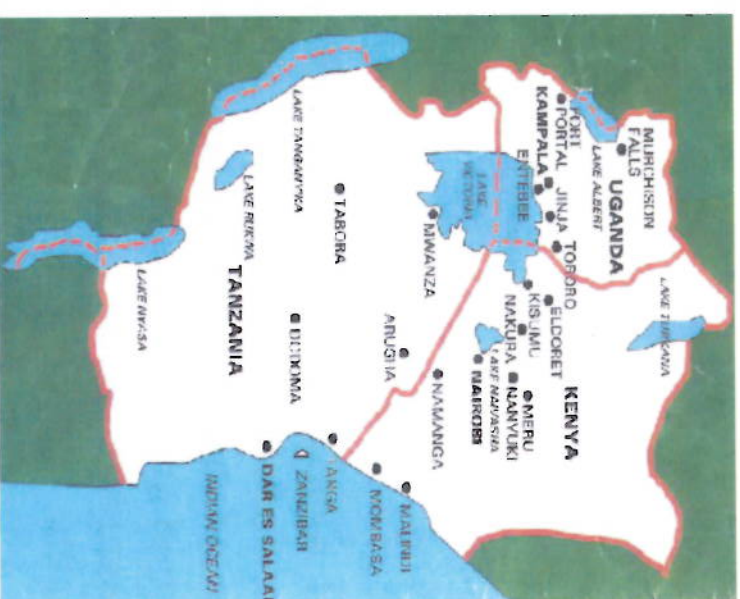 LAKE TURKANA
MURCHISON
FALLS
UGANDA
LAKE ALBERT
FORT
PORTAL
KAMPALA
JINJA
TORORO
ELDORET
KENYA
ENTEBBE
KISUMU
MERU
NAKURA
NANYUKI
LAKE NAIVASHA
LAKE
VICTORIA
NAIROBI
NAMANGA
MWANZA
MALINDI
ARUSHA
MOMBASA
TABORA
TANGA
LAKE TANGANYIKA
DODOMA
ZANZIBAR
DAR ES SALAA
LAKE RUKWA
TANZANIA
INDIAN OCEAN
LAKE NYASA